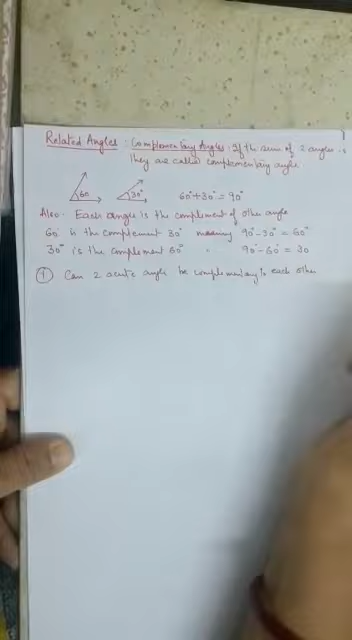 Related Angles : Complementary Angles : If the sum of 2 angles is
they are called complementary angle.
60° 30° 60°+30° = 90°
Also: Each angle is the complement of other angle
60° is the complement 30° meaning 90°-30° = 60°
30° is the complement 60° " 90°-60° = 30
① Can 2 acute angle be complementary to each other